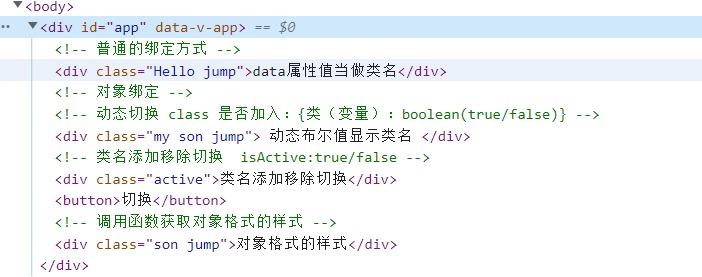 <body>
<div id="app" data-v-app> == $0
<!-- 普通的绑定方式 -->
<div class="Hello jump">data属性值当做类名</div>
<!-- 对象绑定 -->
<!-- 动态切换 class 是否加入：{类（变量）：boolean(true/false)} -->
<div class="my son jump"> 动态布尔值显示类名 </div>
<!-- 类名添加移除切换  isActive:true/false -->
<div class="active">类名添加移除切换</div>
<button>切换</button>
<!-- 调用函数获取对象格式的样式 -->
<div class="son jump">对象格式的样式</div>
</div>